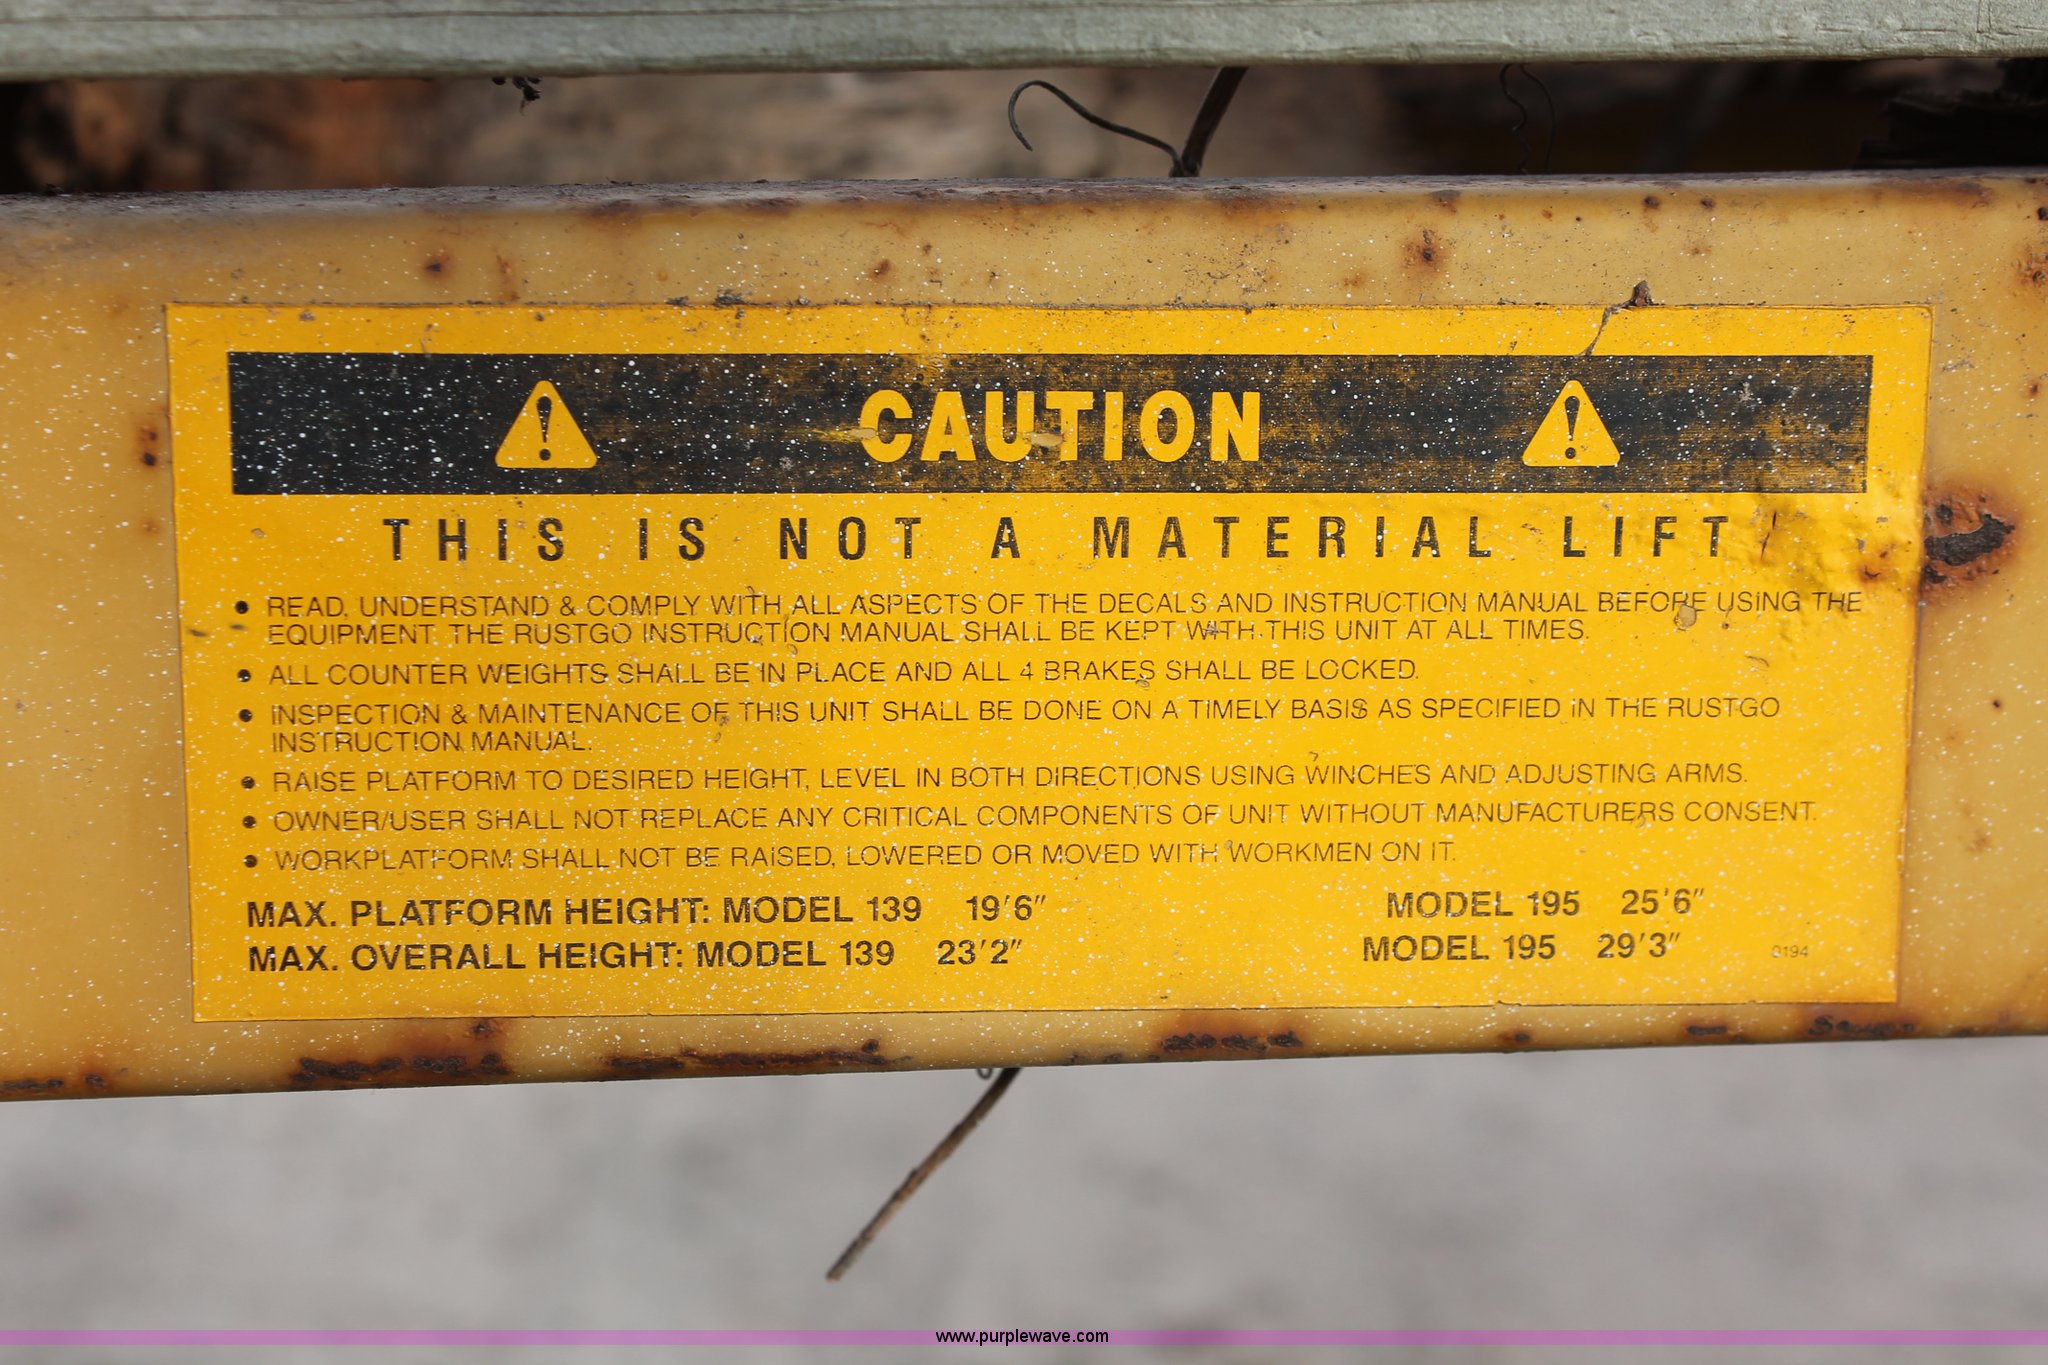 CAUTION
THIS IS NOT A MATERIAL LIFT
• READ, UNDERSTAND & COMPLY WITH ALL ASPECTS OF THE DECALS AND INSTRUCTION MANUAL BEFORE USING THE
EQUIPMENT. THE RUSTGO INSTRUCTION MANUAL SHALL BE KEPT WITH THIS UNIT AT ALL TIMES.
• ALL COUNTER WEIGHTS SHALL BE IN PLACE AND ALL 4 BRAKES SHALL BE LOCKED.
• INSPECTION & MAINTENANCE OF THIS UNIT SHALL BE DONE ON A TIMELY BASIS AS SPECIFIED IN THE RUSTGO
INSTRUCTION MANUAL.
• RAISE PLATFORM TO DESIRED HEIGHT, LEVEL IN BOTH DIRECTIONS USING WINCHES AND ADJUSTING ARMS.
• OWNER/USER SHALL NOT REPLACE ANY CRITICAL COMPONENTS OF UNIT WITHOUT MANUFACTURERS CONSENT.
• WORKPLATFORM SHALL NOT BE RAISED, LOWERED OR MOVED WITH WORKMEN ON IT.
MAX. PLATFORM HEIGHT: MODEL 139 19'6" MODEL 195 25'6"
MAX. OVERALL HEIGHT: MODEL 139 23'2" MODEL 195 29'3" 0194
www.purplewave.com